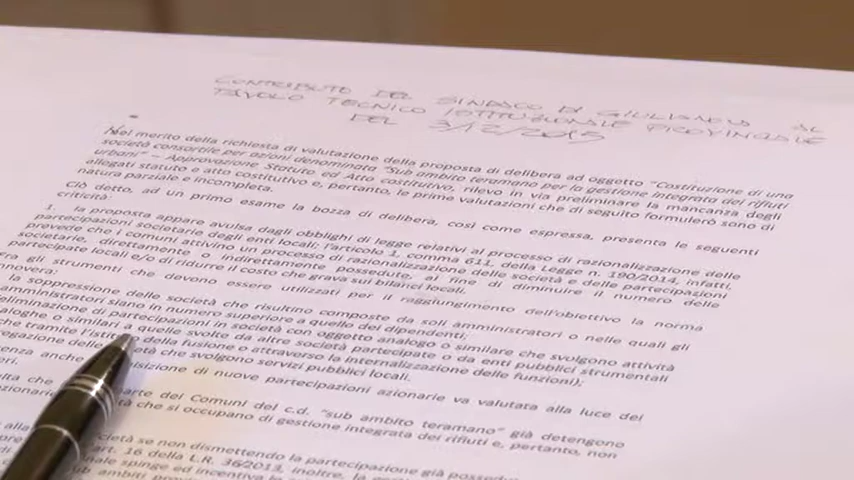 CONTRIBUTO DEL SINDACO DI GIULIANOVA AL
TAVOLO TECNICO ISTITUZIONALE PROVINCIALE
DEL 3/12/2015
Nel merito della richiesta di valutazione della proposta di delibera ad oggetto "Costituzione di una
società consortile per azioni denominata "Sub ambito teramano per la gestione integrata dei rifiuti
urbani" – Approvazione Statuto ed Atto costitutivo, rilevo in via preliminare la mancanza degli
allegati statuto e atto costitutivo e, pertanto, le prime valutazioni che di seguito formulerò sono di
natura parziale e incompleta.
Ciò detto, ad un primo esame la bozza di delibera, così come espressa, presenta le seguenti
criticità:
1. la proposta appare avulsa dagli obblighi di legge relativi al processo di razionalizzazione delle
partecipazioni societarie degli enti locali; l'articolo 1, comma 611, della Legge n. 190/2014, infatti,
prevede che i comuni attivino un processo di razionalizzazione delle società e delle partecipazioni
societarie, direttamente o indirettamente possedute, al fine di diminuire il numero delle
partecipate locali e/o di ridurre il costo che grava sui bilanci locali.
gli strumenti che devono essere utilizzati per il raggiungimento dell'obiettivo la norma
la soppressione delle società che risultino composte da soli amministratori o nelle quali gli
amministratori siano in numero superiore a quello dei dipendenti;
eliminazione di partecipazioni in società con oggetto analogo o similare che svolgono attività
o similari a quelle svolte da altre società partecipate o da enti pubblici strumentali
tramite della fusione o attraverso la internalizzazione delle funzioni);
che svolgono servizi pubblici locali.
di nuove partecipazioni azionarie va valutata alla luce dei
parte dei Comuni del c.d. "sub ambito teramano" già detengono
che si occupano di gestione integrata dei rifiuti e, pertanto, non
società se non dismettendo la partecipazione già
art. 16 della L.R. 36/2013, inoltre, la
spinge ed incentiva
sub ambiti